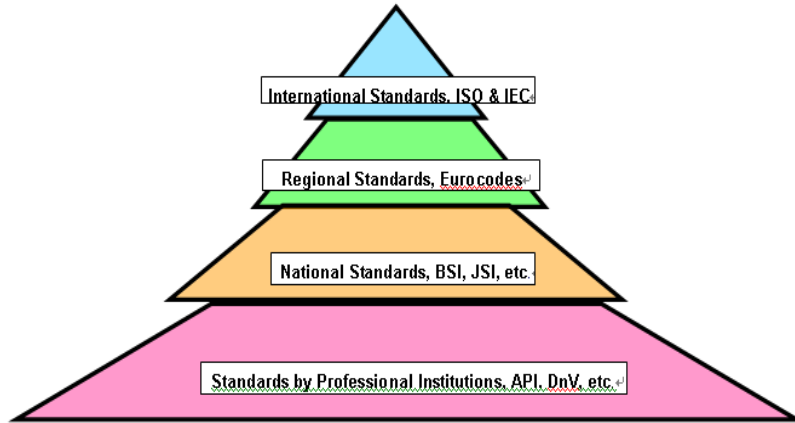 International Standards, ISO & IEC
Regional Standards, Eurocodes
National Standards, BSI, JSI, etc.
Standards by Professional Institutions, API, DnV, etc.